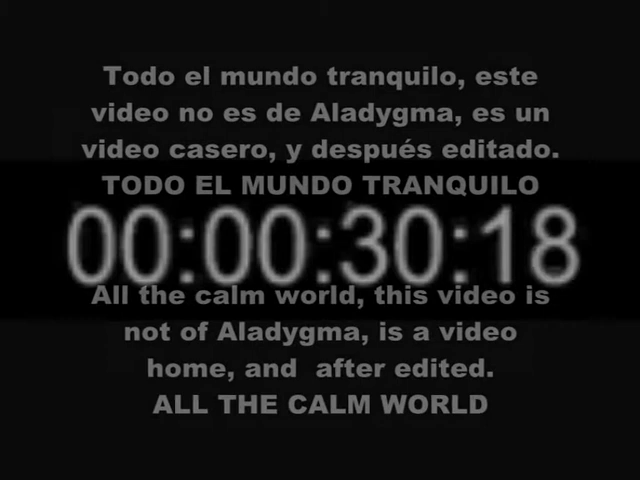 Todo el mundo tranquilo, este
video no es de Aladygma, es un
video casero, y después editado.
TODO EL MUNDO TRANQUILO
00:00:30:18
All the calm world, this video is
not of Aladygma, is a video
home, and  after edited.
ALL THE CALM WORLD